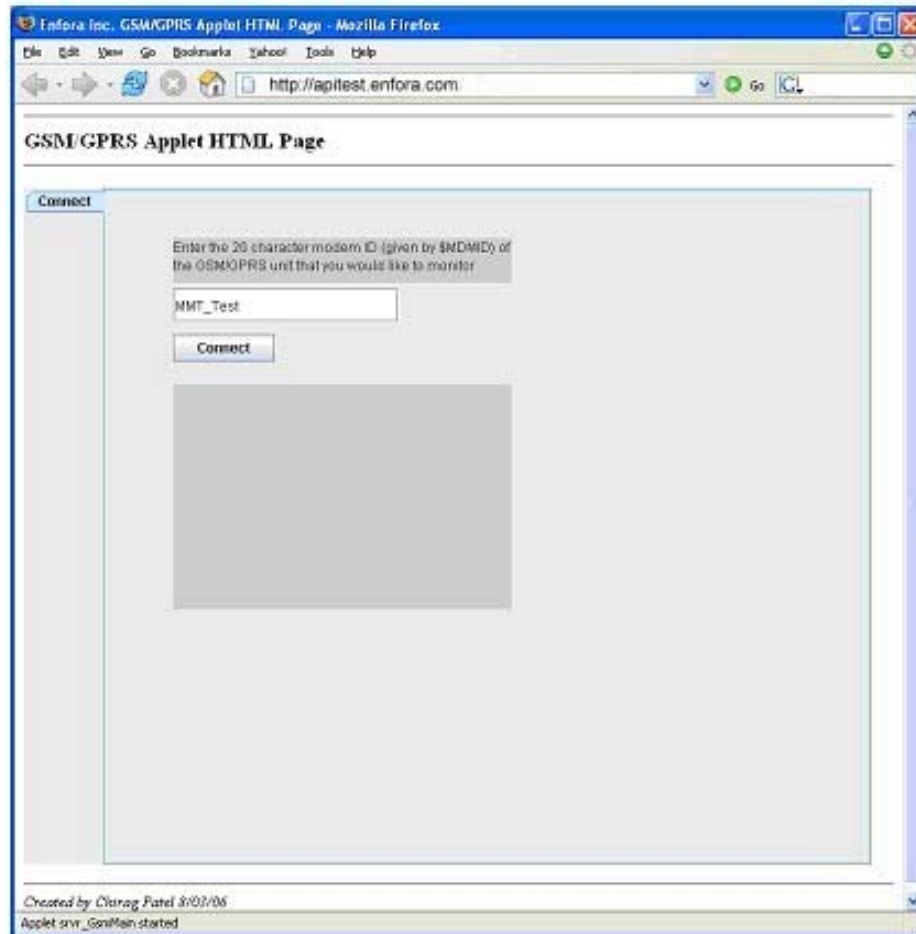 Enfora Inc. GSM/GPRS Applet HTML Page - Mozilla Firefox
File Edit View Go Bookmarks Yahoo! Tools Help
http://apitest.enfora.com
Go
GSM/GPRS Applet HTML Page
Connect
Enter the 20 character modem ID (given by $MDMID) of
the GSM/GPRS unit that you would like to monitor
MMT_Test
Connect
Created by Chirag Patel 8/03/06
Applet srvr_GsmMain started